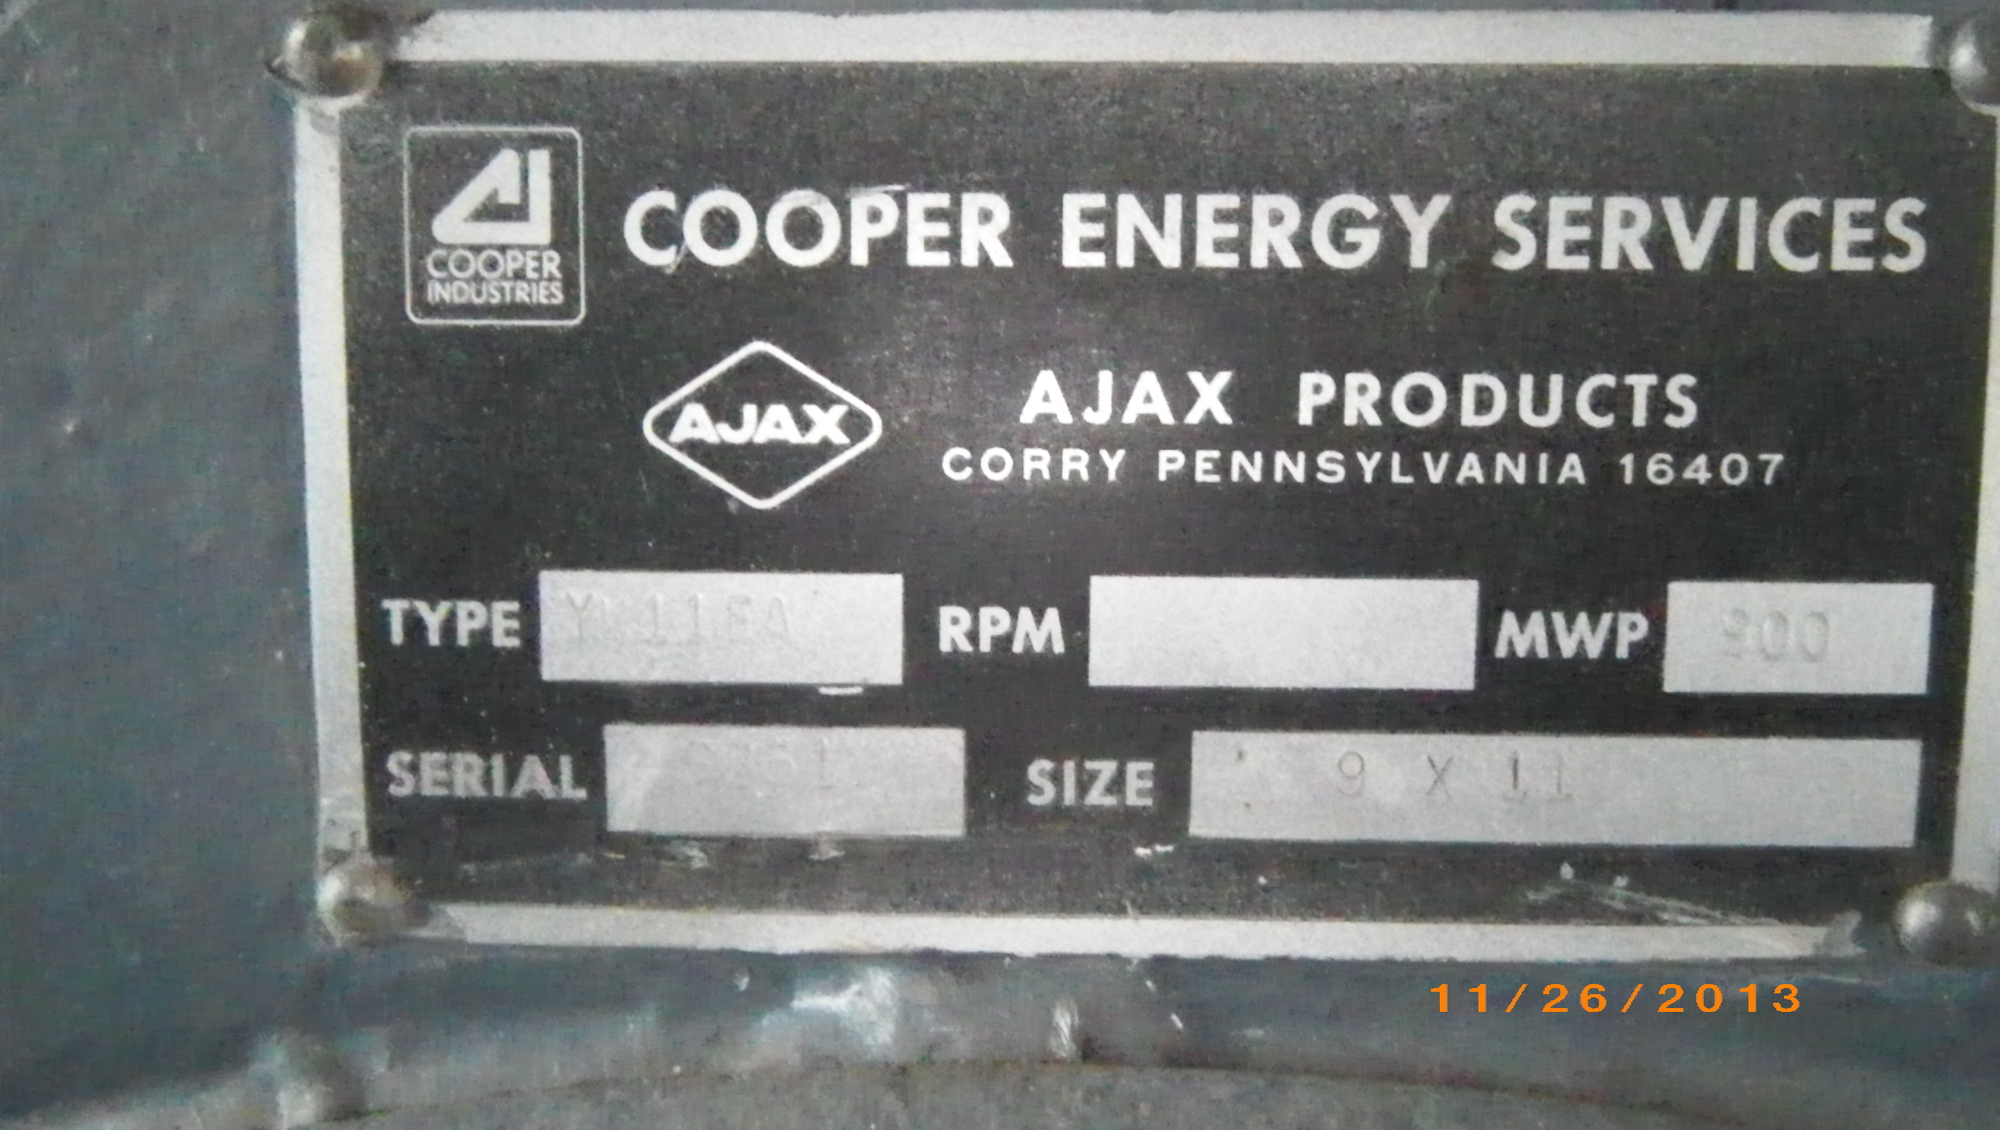 COOPER
INDUSTRIES
COOPER ENERGY SERVICES
AJAX
AJAX PRODUCTS
CORRY PENNSYLVANIA 16407
TYPE RPM MWP 900
SERIAL SIZE 9 X 11
11/26/2013